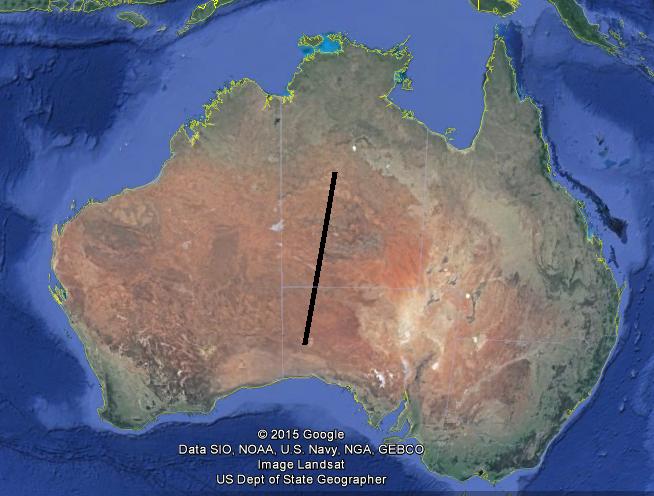 © 2015 Google
Data SIO, NOAA, U.S. Navy, NGA, GEBCO
Image Landsat
US Dept of State Geographer